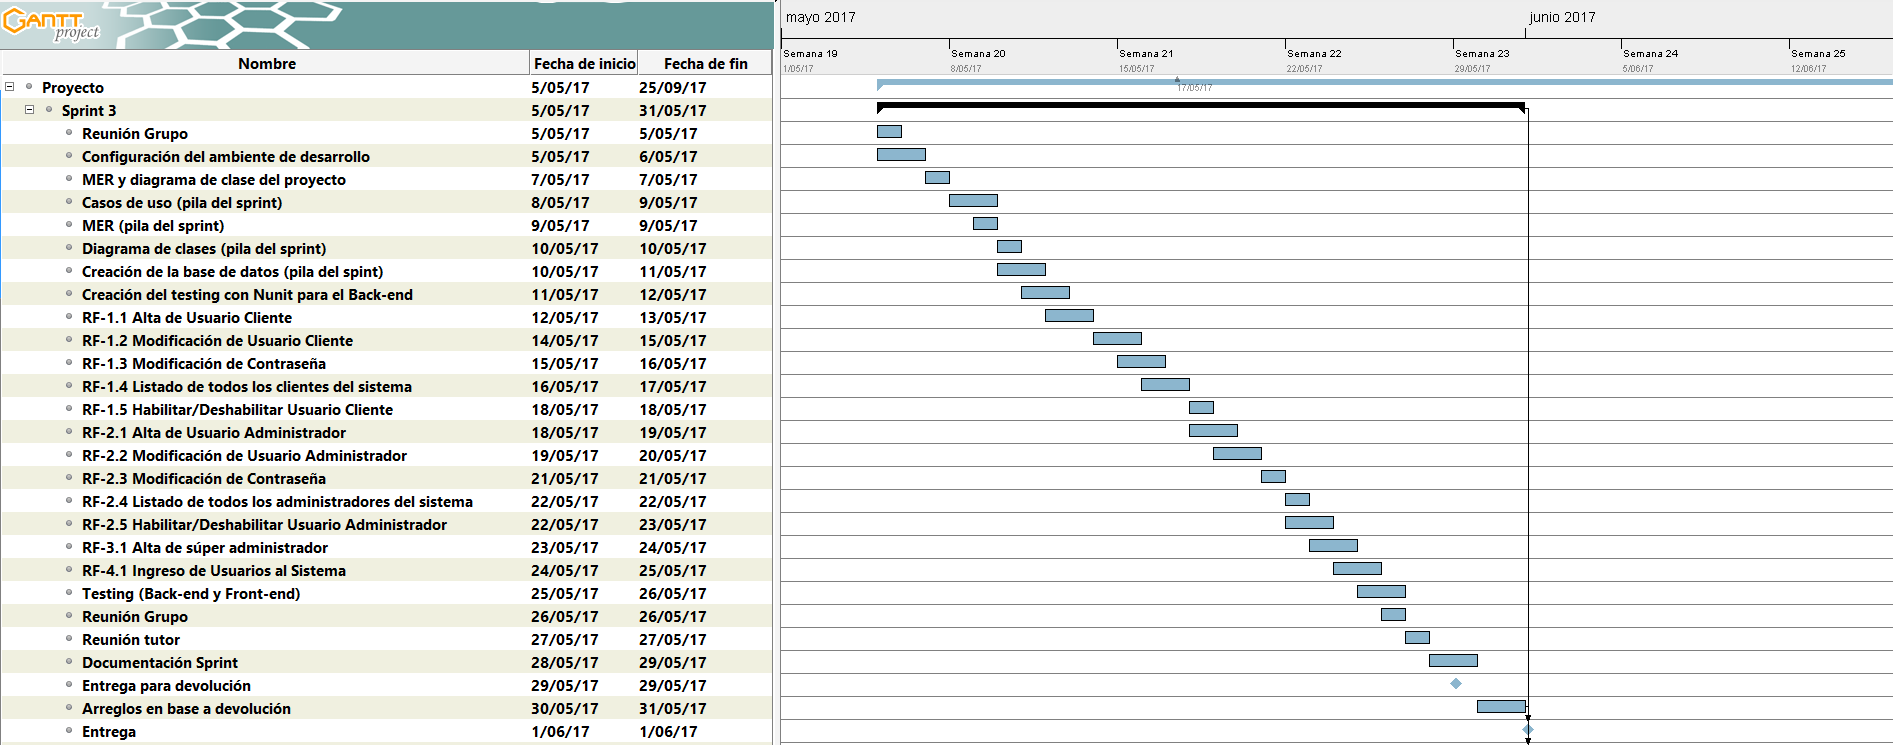 GANTT
project
mayo 2017
junio 2017
Semana 19
Semana 20
Semana 21
Semana 22
Semana 23
Semana 24
Semana 25
1/05/17
8/05/17
15/05/17
22/05/17
29/05/17
5/06/17
12/06/17
17/05/17
Nombre Fecha de inicio Fecha de fin
Proyecto 5/05/17 25/09/17
Sprint 3 5/05/17 31/05/17
Reunión Grupo 5/05/17 5/05/17
Configuración del ambiente de desarrollo 5/05/17 6/05/17
MER y diagrama de clase del proyecto 7/05/17 7/05/17
Casos de uso (pila del sprint) 8/05/17 9/05/17
MER (pila del sprint) 9/05/17 9/05/17
Diagrama de clases (pila del sprint) 10/05/17 10/05/17
Creación de la base de datos (pila del spint) 10/05/17 11/05/17
Creación del testing con Nunit para el Back-end 11/05/17 12/05/17
RF-1.1 Alta de Usuario Cliente 12/05/17 13/05/17
RF-1.2 Modificación de Usuario Cliente 14/05/17 15/05/17
RF-1.3 Modificación de Contraseña 15/05/17 16/05/17
RF-1.4 Listado de todos los clientes del sistema 16/05/17 17/05/17
RF-1.5 Habilitar/Deshabilitar Usuario Cliente 18/05/17 18/05/17
RF-2.1 Alta de Usuario Administrador 18/05/17 19/05/17
RF-2.2 Modificación de Usuario Administrador 19/05/17 20/05/17
RF-2.3 Modificación de Contraseña 21/05/17 21/05/17
RF-2.4 Listado de todos los administradores del sistema 22/05/17 22/05/17
RF-2.5 Habilitar/Deshabilitar Usuario Administrador 22/05/17 23/05/17
RF-3.1 Alta de súper administrador 23/05/17 24/05/17
RF-4.1 Ingreso de Usuarios al Sistema 24/05/17 25/05/17
Testing (Back-end y Front-end) 25/05/17 26/05/17
Reunión Grupo 26/05/17 26/05/17
Reunión tutor 27/05/17 27/05/17
Documentación Sprint 28/05/17 29/05/17
Entrega para devolución 29/05/17 29/05/17
Arreglos en base a devolución 30/05/17 31/05/17
Entrega 1/06/17 1/06/17